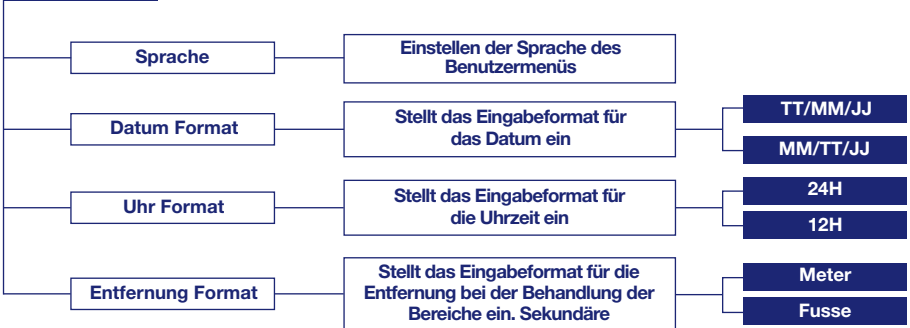 Sprache
Einstellen der Sprache des
Benutzermenüs
Datum Format
Stellt das Eingabeformat für
das Datum ein
TT/MM/JJ
MM/TT/JJ
Uhr Format
Stellt das Eingabeformat für
die Uhrzeit ein
24H
12H
Entfernung Format
Stellt das Eingabeformat für die
Entfernung bei der Behandlung der
Bereiche ein. Sekundäre
Meter
Fusse